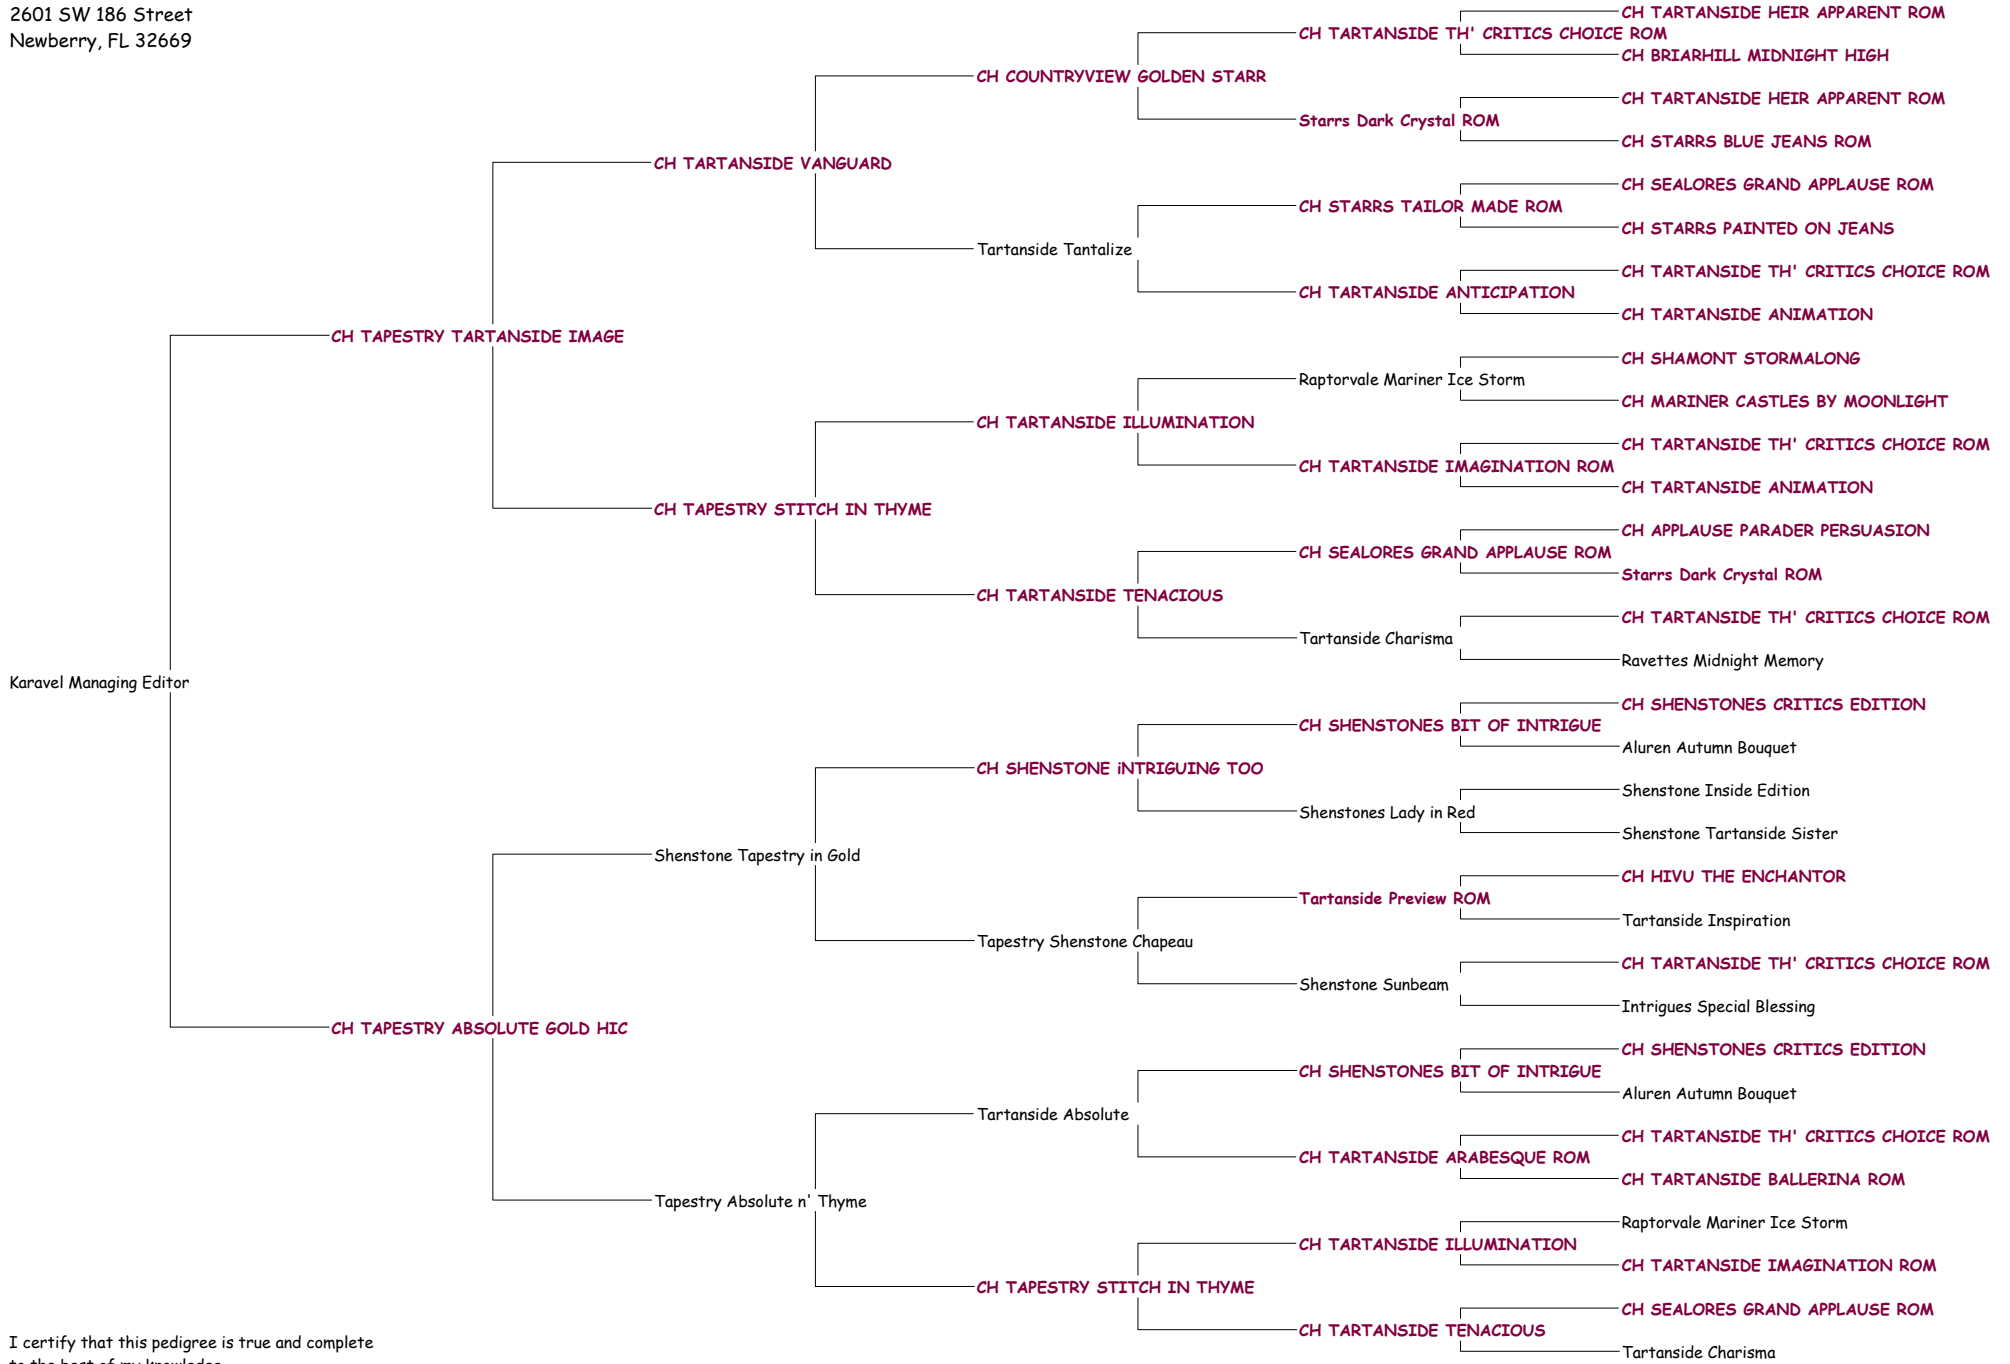 2601 SW 186 Street
Newberry, FL 32669
CH TARTANSIDE HEIR APPARENT ROM
CH TARTANSIDE TH' CRITICS CHOICE ROM
CH BRIARHILL MIDNIGHT HIGH
CH COUNTRYVIEW GOLDEN STARR
CH TARTANSIDE HEIR APPARENT ROM
Starrs Dark Crystal ROM
CH STARRS BLUE JEANS ROM
CH TARTANSIDE VANGUARD
CH SEALORES GRAND APPLAUSE ROM
CH STARRS TAILOR MADE ROM
CH STARRS PAINTED ON JEANS
Tartanside Tantalize
CH TARTANSIDE TH' CRITICS CHOICE ROM
CH TARTANSIDE ANTICIPATION
CH TARTANSIDE ANIMATION
CH TAPESTRY TARTANSIDE IMAGE
CH SHAMONT STORMALONG
Raptorvale Mariner Ice Storm
CH MARINER CASTLES BY MOONLIGHT
CH TARTANSIDE ILLUMINATION
CH TARTANSIDE TH' CRITICS CHOICE ROM
CH TARTANSIDE IMAGINATION ROM
CH TARTANSIDE ANIMATION
CH TAPESTRY STITCH IN THYME
CH APPLAUSE PARADER PERSUASION
CH SEALORES GRAND APPLAUSE ROM
Starrs Dark Crystal ROM
CH TARTANSIDE TENACIOUS
CH TARTANSIDE TH' CRITICS CHOICE ROM
Tartanside Charisma
Ravettes Midnight Memory
Karavel Managing Editor
CH SHENSTONES CRITICS EDITION
CH SHENSTONES BIT OF INTRIGUE
Aluren Autumn Bouquet
CH SHENSTONE iNTRIGUING TOO
Shenstone Inside Edition
Shenstones Lady in Red
Shenstone Tartanside Sister
Shenstone Tapestry in Gold
CH HIVU THE ENCHANTOR
Tartanside Preview ROM
Tartanside Inspiration
Tapestry Shenstone Chapeau
CH TARTANSIDE TH' CRITICS CHOICE ROM
Shenstone Sunbeam
Intrigues Special Blessing
CH TAPESTRY ABSOLUTE GOLD HIC
CH SHENSTONES CRITICS EDITION
CH SHENSTONES BIT OF INTRIGUE
Aluren Autumn Bouquet
Tartanside Absolute
CH TARTANSIDE TH' CRITICS CHOICE ROM
CH TARTANSIDE ARABESQUE ROM
CH TARTANSIDE BALLERINA ROM
Tapestry Absolute n' Thyme
Raptorvale Mariner Ice Storm
CH TARTANSIDE ILLUMINATION
CH TARTANSIDE IMAGINATION ROM
CH TAPESTRY STITCH IN THYME
CH SEALORES GRAND APPLAUSE ROM
CH TARTANSIDE TENACIOUS
Tartanside Charisma
I certify that this pedigree is true and complete
to the best of my knowledge